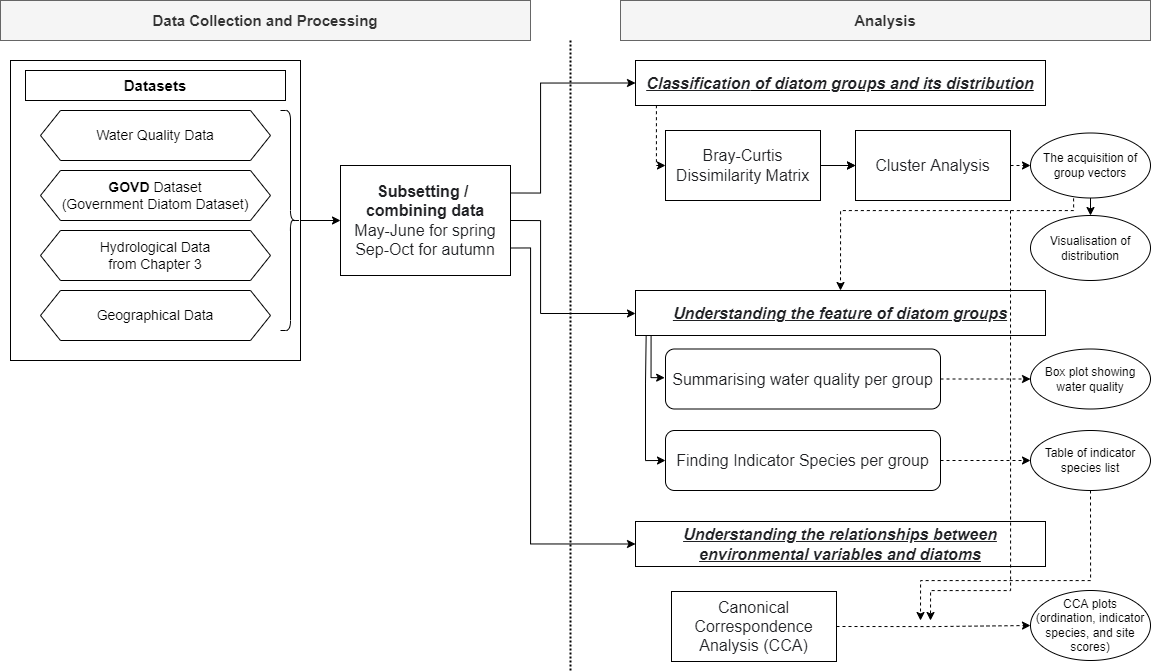 Data Collection and Processing
Analysis
Datasets
Water Quality Data
GOVD Dataset
(Government Diatom Dataset)
Hydrological Data
from Chapter 3
Geographical Data
Subsetting /
combining data
May-June for spring
Sep-Oct for autumn
Classification of diatom groups and its distribution
Bray-Curtis
Dissimilarity Matrix
Cluster Analysis
The acquisition of
group vectors
Visualisation of
distribution
Understanding the feature of diatom groups
Summarising water quality per group
Box plot showing
water quality
Finding Indicator Species per group
Table of indicator
species list
Understanding the relationships between
environmental variables and diatoms
Canonical
Correspondence
Analysis (CCA)
CCA plots
(ordination, indicator
species, and site
scores)